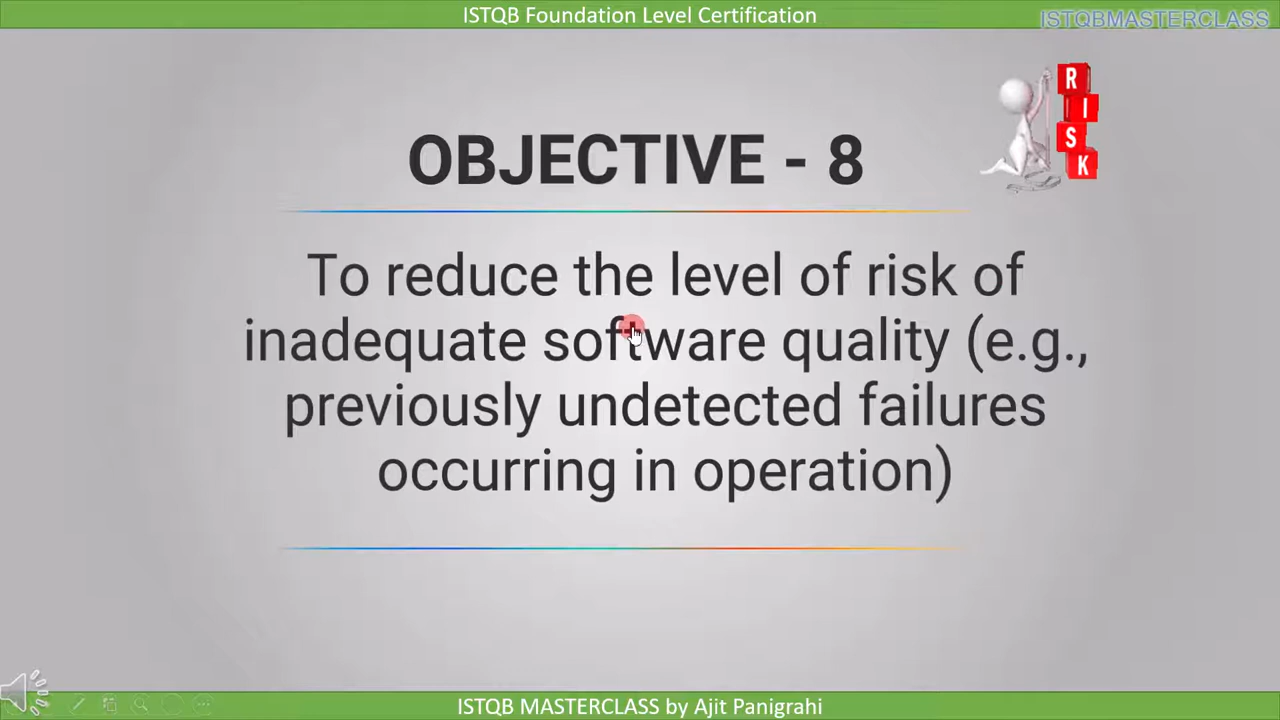 ISTQB Foundation Level Certification
ISTQBMASTERCLASS
R
I
S
K
OBJECTIVE - 8
To reduce the level of risk of
inadequate software quality (e.g.,
previously undetected failures
occurring in operation)
ISTQB MASTERCLASS by Ajit Panigrahi